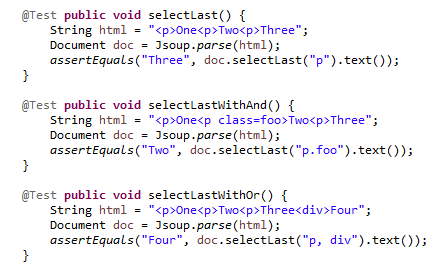 @Test public void selectLast() {
    String html = "<p>One<p>Two<p>Three";
    Document doc = Jsoup.parse(html);
    assertEquals("Three", doc.selectLast("p").text());
}
@Test public void selectLastWithAnd() {
    String html = "<p>One<p class=foo>Two<p>Three";
    Document doc = Jsoup.parse(html);
    assertEquals("Two", doc.selectLast("p.foo").text());
}
@Test public void selectLastWithOr() {
    String html = "<p>One<p>Two<p>Three<div>Four";
    Document doc = Jsoup.parse(html);
    assertEquals("Four", doc.selectLast("p, div").text());
}